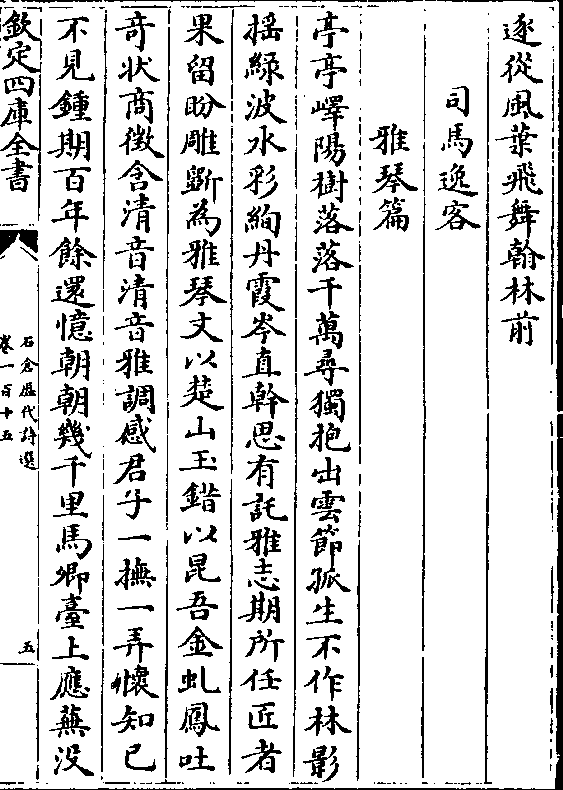 逐從風葉飛舞翰林前
司馬逸客
雅琴篇
亭亭嶧陽樹落落千萬尋獨抱出雲節孤生不作林影
揺緑波水彩絢丹霞岑直幹思有託雅志期所任匠者
果留盼雕斵為雅琴文以楚山玉錯以昆吾金虬鳳吐
竒状商徴含清音清音雅調感君子一撫一弄懐知已
不見鍾期百年餘還憶朝朝幾千里馬卿臺上應蕪没
欽定四庫全書
石倉歴代詩選
卷一百十五
五